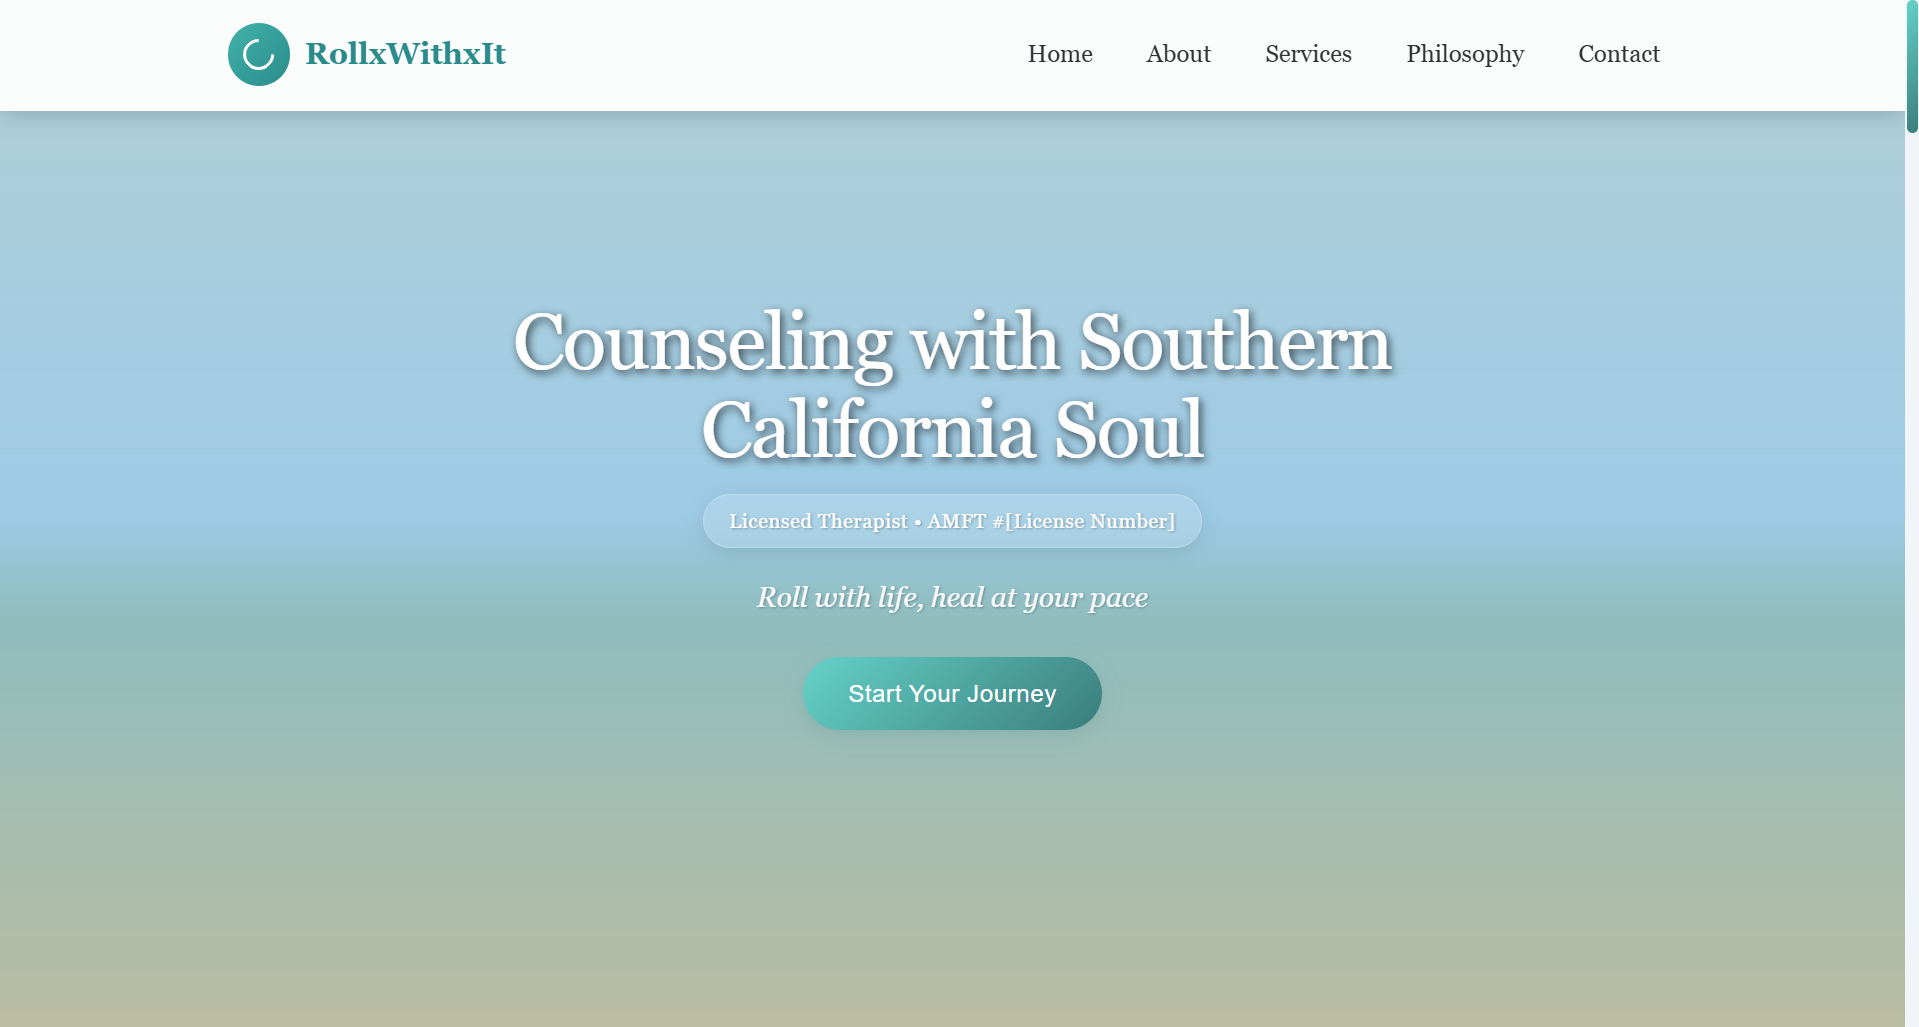 RollxWithxIt
Home About Services Philosophy Contact
Counseling with Southern
California Soul
Licensed Therapist • AMFT #[License Number]
Roll with life, heal at your pace
Start Your Journey